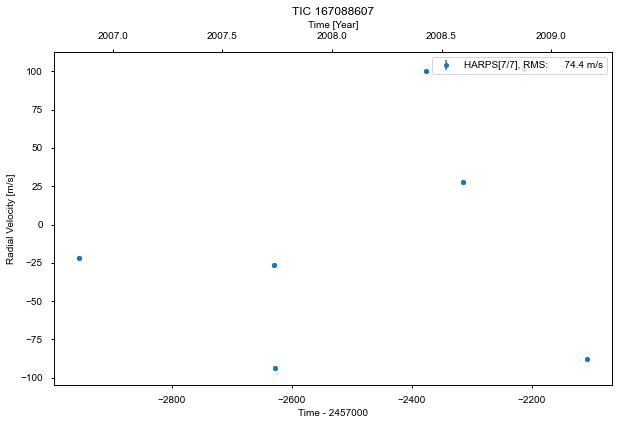 TIC 167088607
Time [Year]
2007.0 2007.5 2008.0 2008.5 2009.0
HARPS[7/7], RMS: 74.4 m/s
100
75
50
25
0
−25
−50
−75
−100
Radial Velocity [m/s]
−2800 −2600 −2400 −2200
Time - 2457000